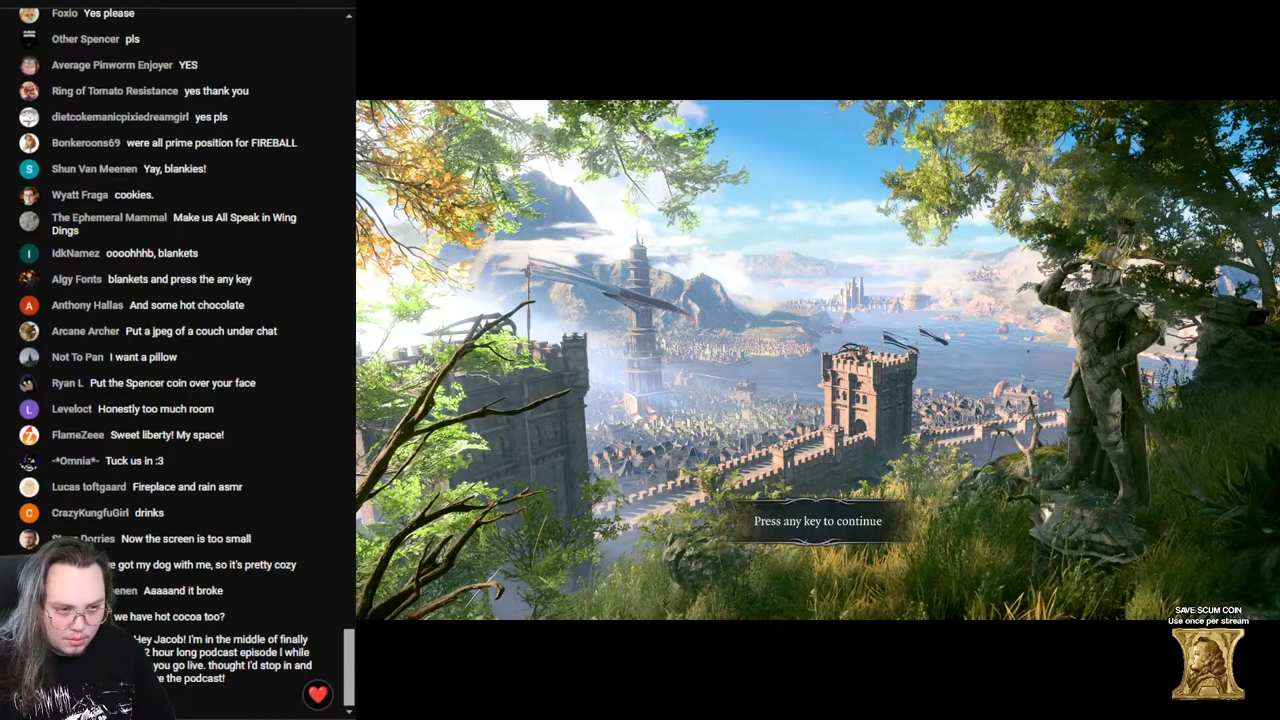 Foxio Yes please
Other Spencer pls
Average Pinworm Enjoyer YES
Ring of Tomato Resistance yes thank you
dietcokemanicpixiedreamgirl yes pls
Bonkeroons69 were all prime position for FIREBALL
S Shun Van Meenen Yay, blankies!
Wyatt Fraga cookies.
The Ephemeral Mammal Make us All Speak in Wing
Dings
I IdkNamez oooohhhb, blankets
Algy Fonts blankets and press the any key
A Anthony Hallas And some hot chocolate
Arcane Archer Put a jpeg of a couch under chat
Not To Pan I want a pillow
Ryan L Put the Spencer coin over your face
L Leveloct Honestly too much room
FlameZeee Sweet liberty! My space!
-*Omnia*- Tuck us in :3
Lucas toftgaard Fireplace and rain asmr
C CrazyKungfuGirl drinks
Dorries Now the screen is too small
ve got my dog with me, so it's pretty cozy
enen Aaaand it broke
we have hot cocoa too?
Hey Jacob! I'm in the middle of finally
2 hour long podcast episode I while
you go live. thought I'd stop in and
ve the podcast!
Press any key to continue
SAVE SCUM COIN
Use once per stream